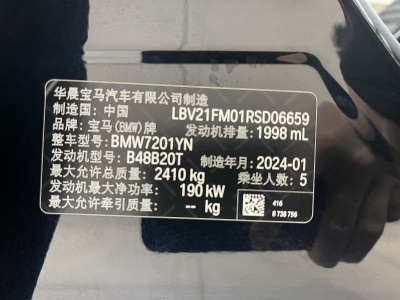 华晨宝马汽车有限公司制造
制造国：中国 LBV21FM01RSD06659
品牌：宝马(BMW)牌 发动机排量：1998 mL
整车型号：BMW7201YN
发动机型号：B48B20T 制造年月：2024-01
最大允许总质量：2410 kg 乘坐人数：5
发动机最大净功率：190 kW
最大允许牵引质量：-- kg
416
8 736 756